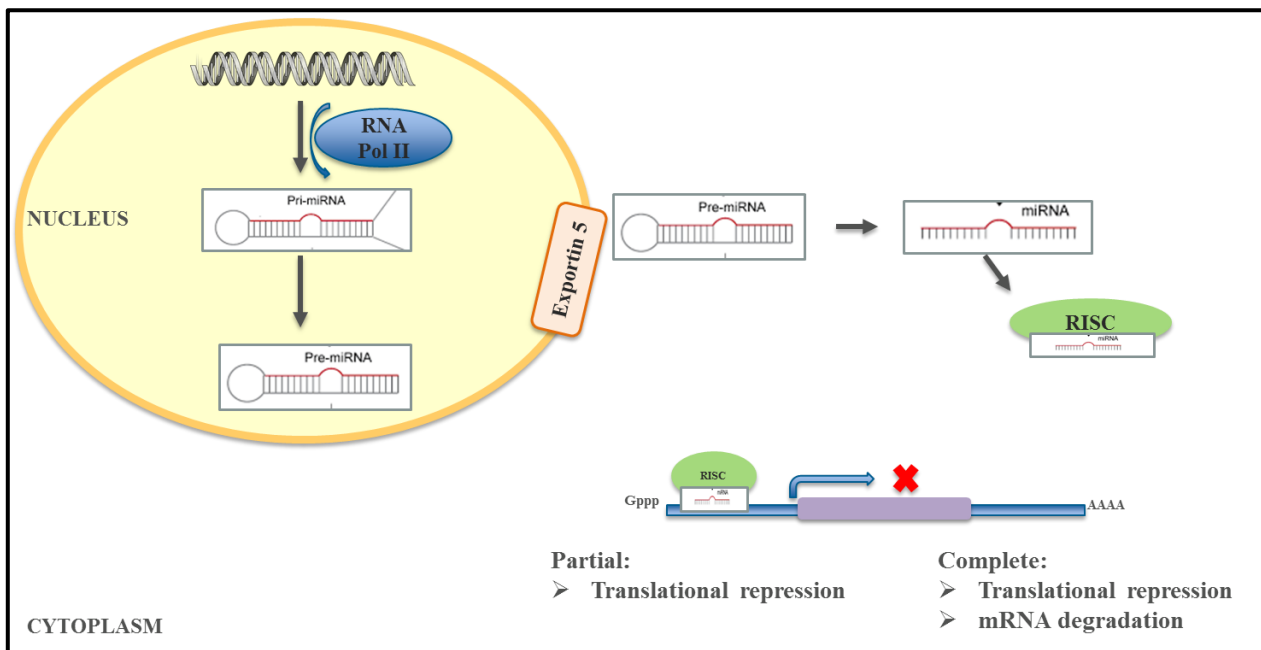 RNA
Pol II
Pri-miRNA
NUCLEUS
Pre-miRNA
Exportin 5
Pre-miRNA
miRNA
RISC
miRNA
RISC
Gppp
AAAA
Partial:
➢ Translational repression
Complete:
➢ Translational repression
➢ mRNA degradation
CYTOPLASM